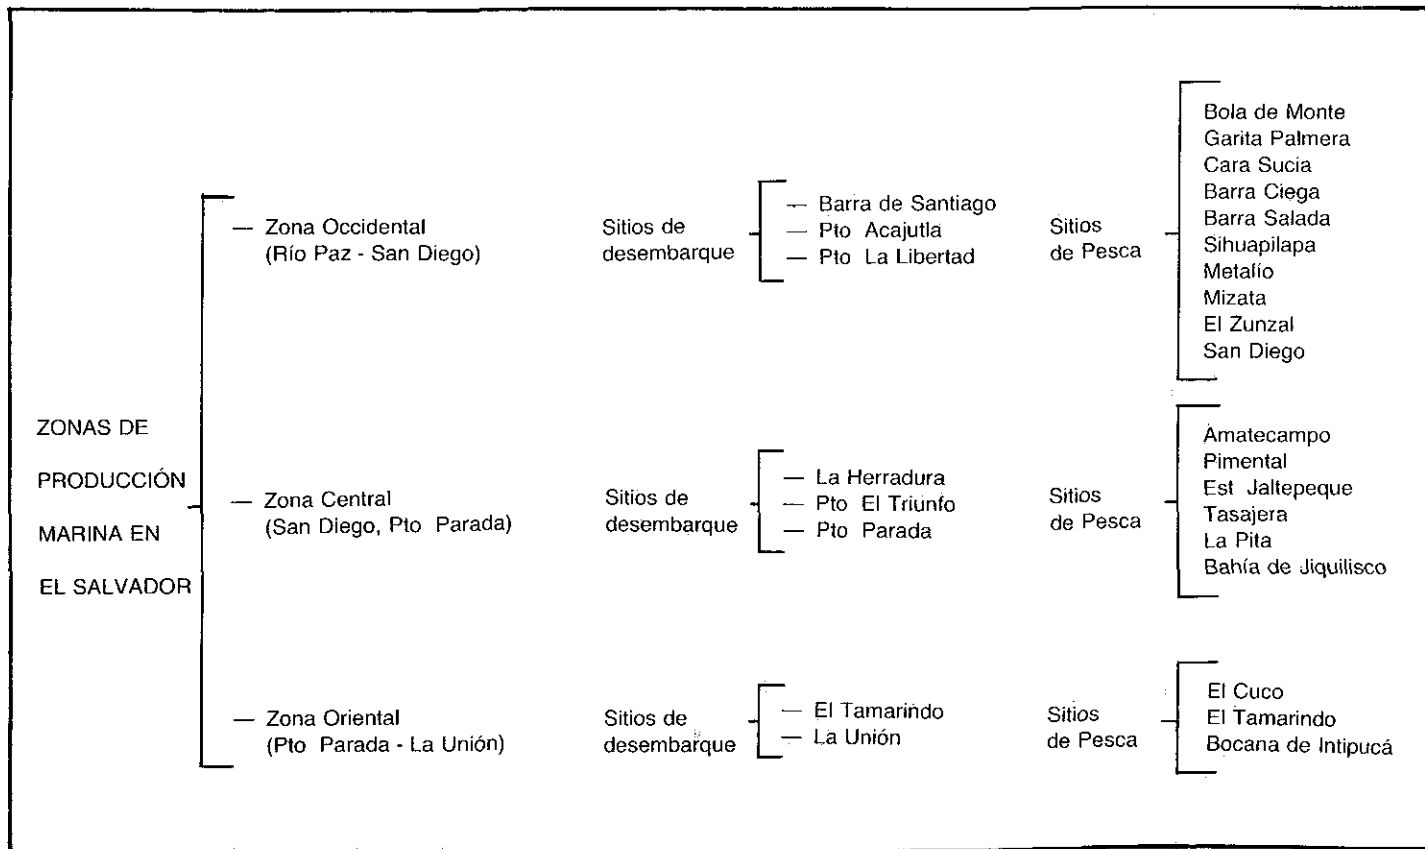 ZONAS DE
PRODUCCIÓN
MARINA EN
EL SALVADOR
— Zona Occidental
(Río Paz - San Diego)
Sitios de
desembarque
— Barra de Santiago
— Pto Acajutla
— Pto La Libertad
Sitios
de Pesca
Bola de Monte
Garita Palmera
Cara Sucia
Barra Ciega
Barra Salada
Sihuapilapa
Metalío
Mizata
El Zunzal
San Diego
— Zona Central
(San Diego, Pto Parada)
Sitios de
desembarque
— La Herradura
— Pto El Triunfo
— Pto Parada
Sitios
de Pesca
Amatecampo
Pimental
Est Jaltepeque
Tasajera
La Pita
Bahía de Jiquilisco
— Zona Oriental
(Pto Parada - La Unión)
Sitios de
desembarque
— El Tamarindo
— La Unión
Sitios
de Pesca
El Cuco
El Tamarindo
Bocana de Intipucá